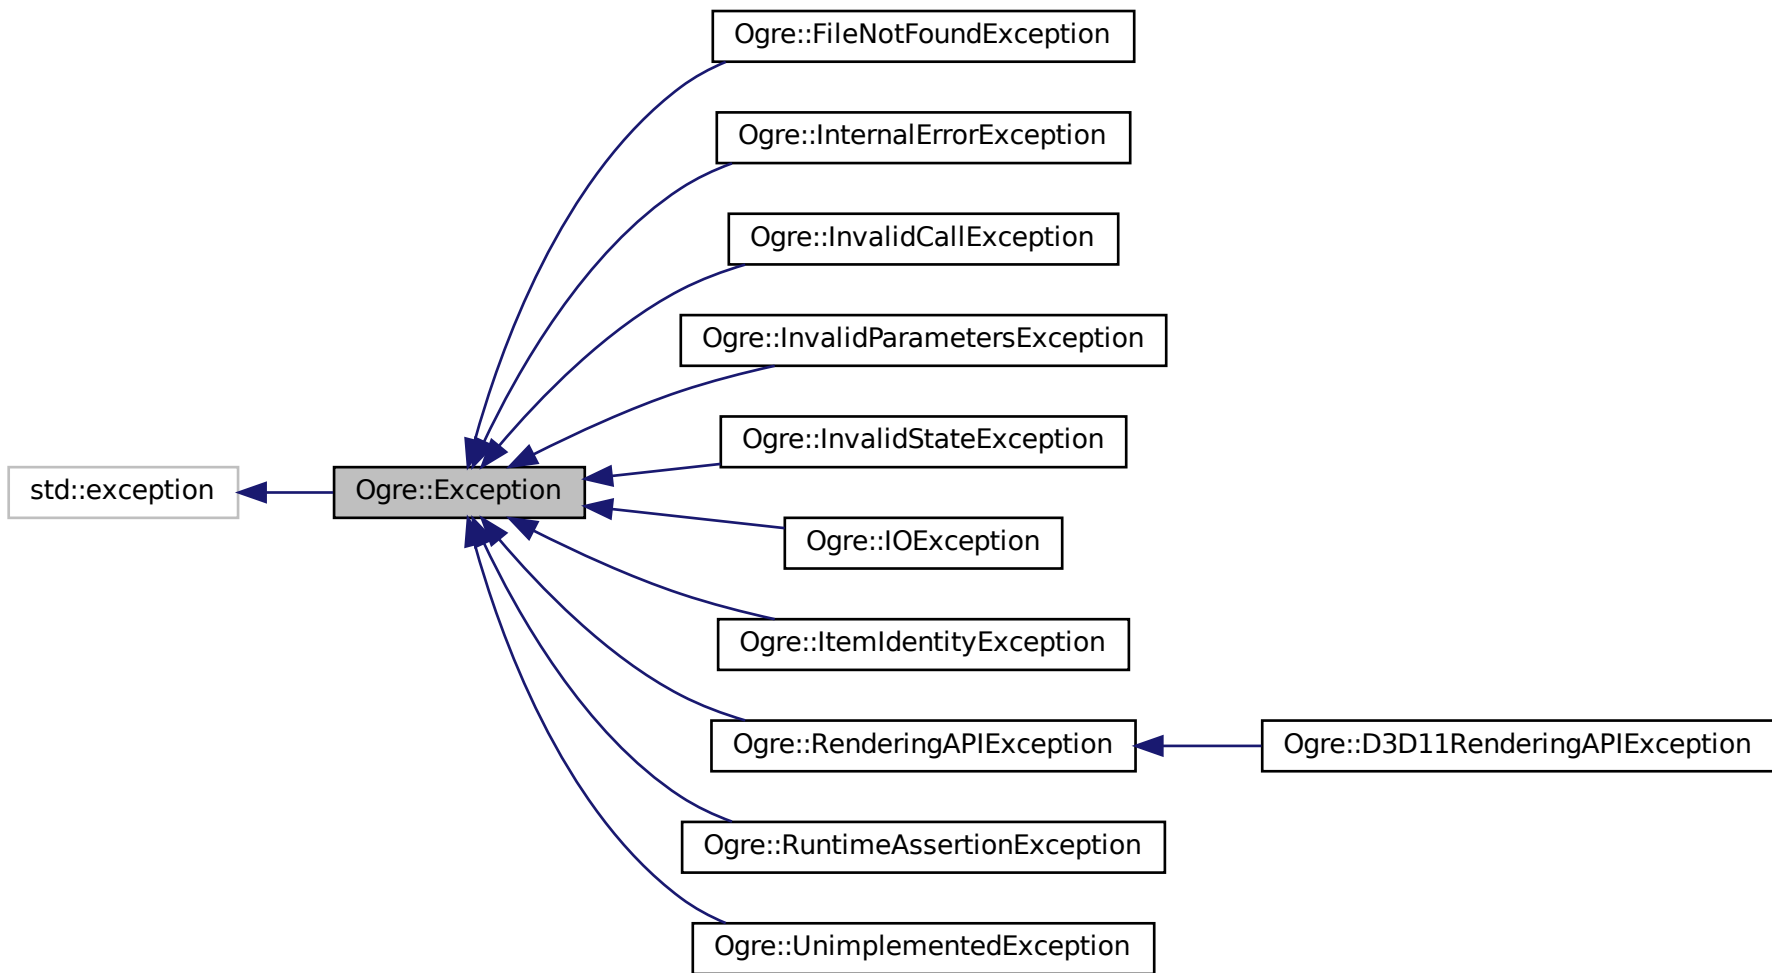 std::exception
Ogre::Exception
Ogre::FileNotFoundException
Ogre::InternalErrorException
Ogre::InvalidCallException
Ogre::InvalidParametersException
Ogre::InvalidStateException
Ogre::IOException
Ogre::ItemIdentityException
Ogre::RenderingAPIException
Ogre::D3D11RenderingAPIException
Ogre::RuntimeAssertionException
Ogre::UnimplementedException